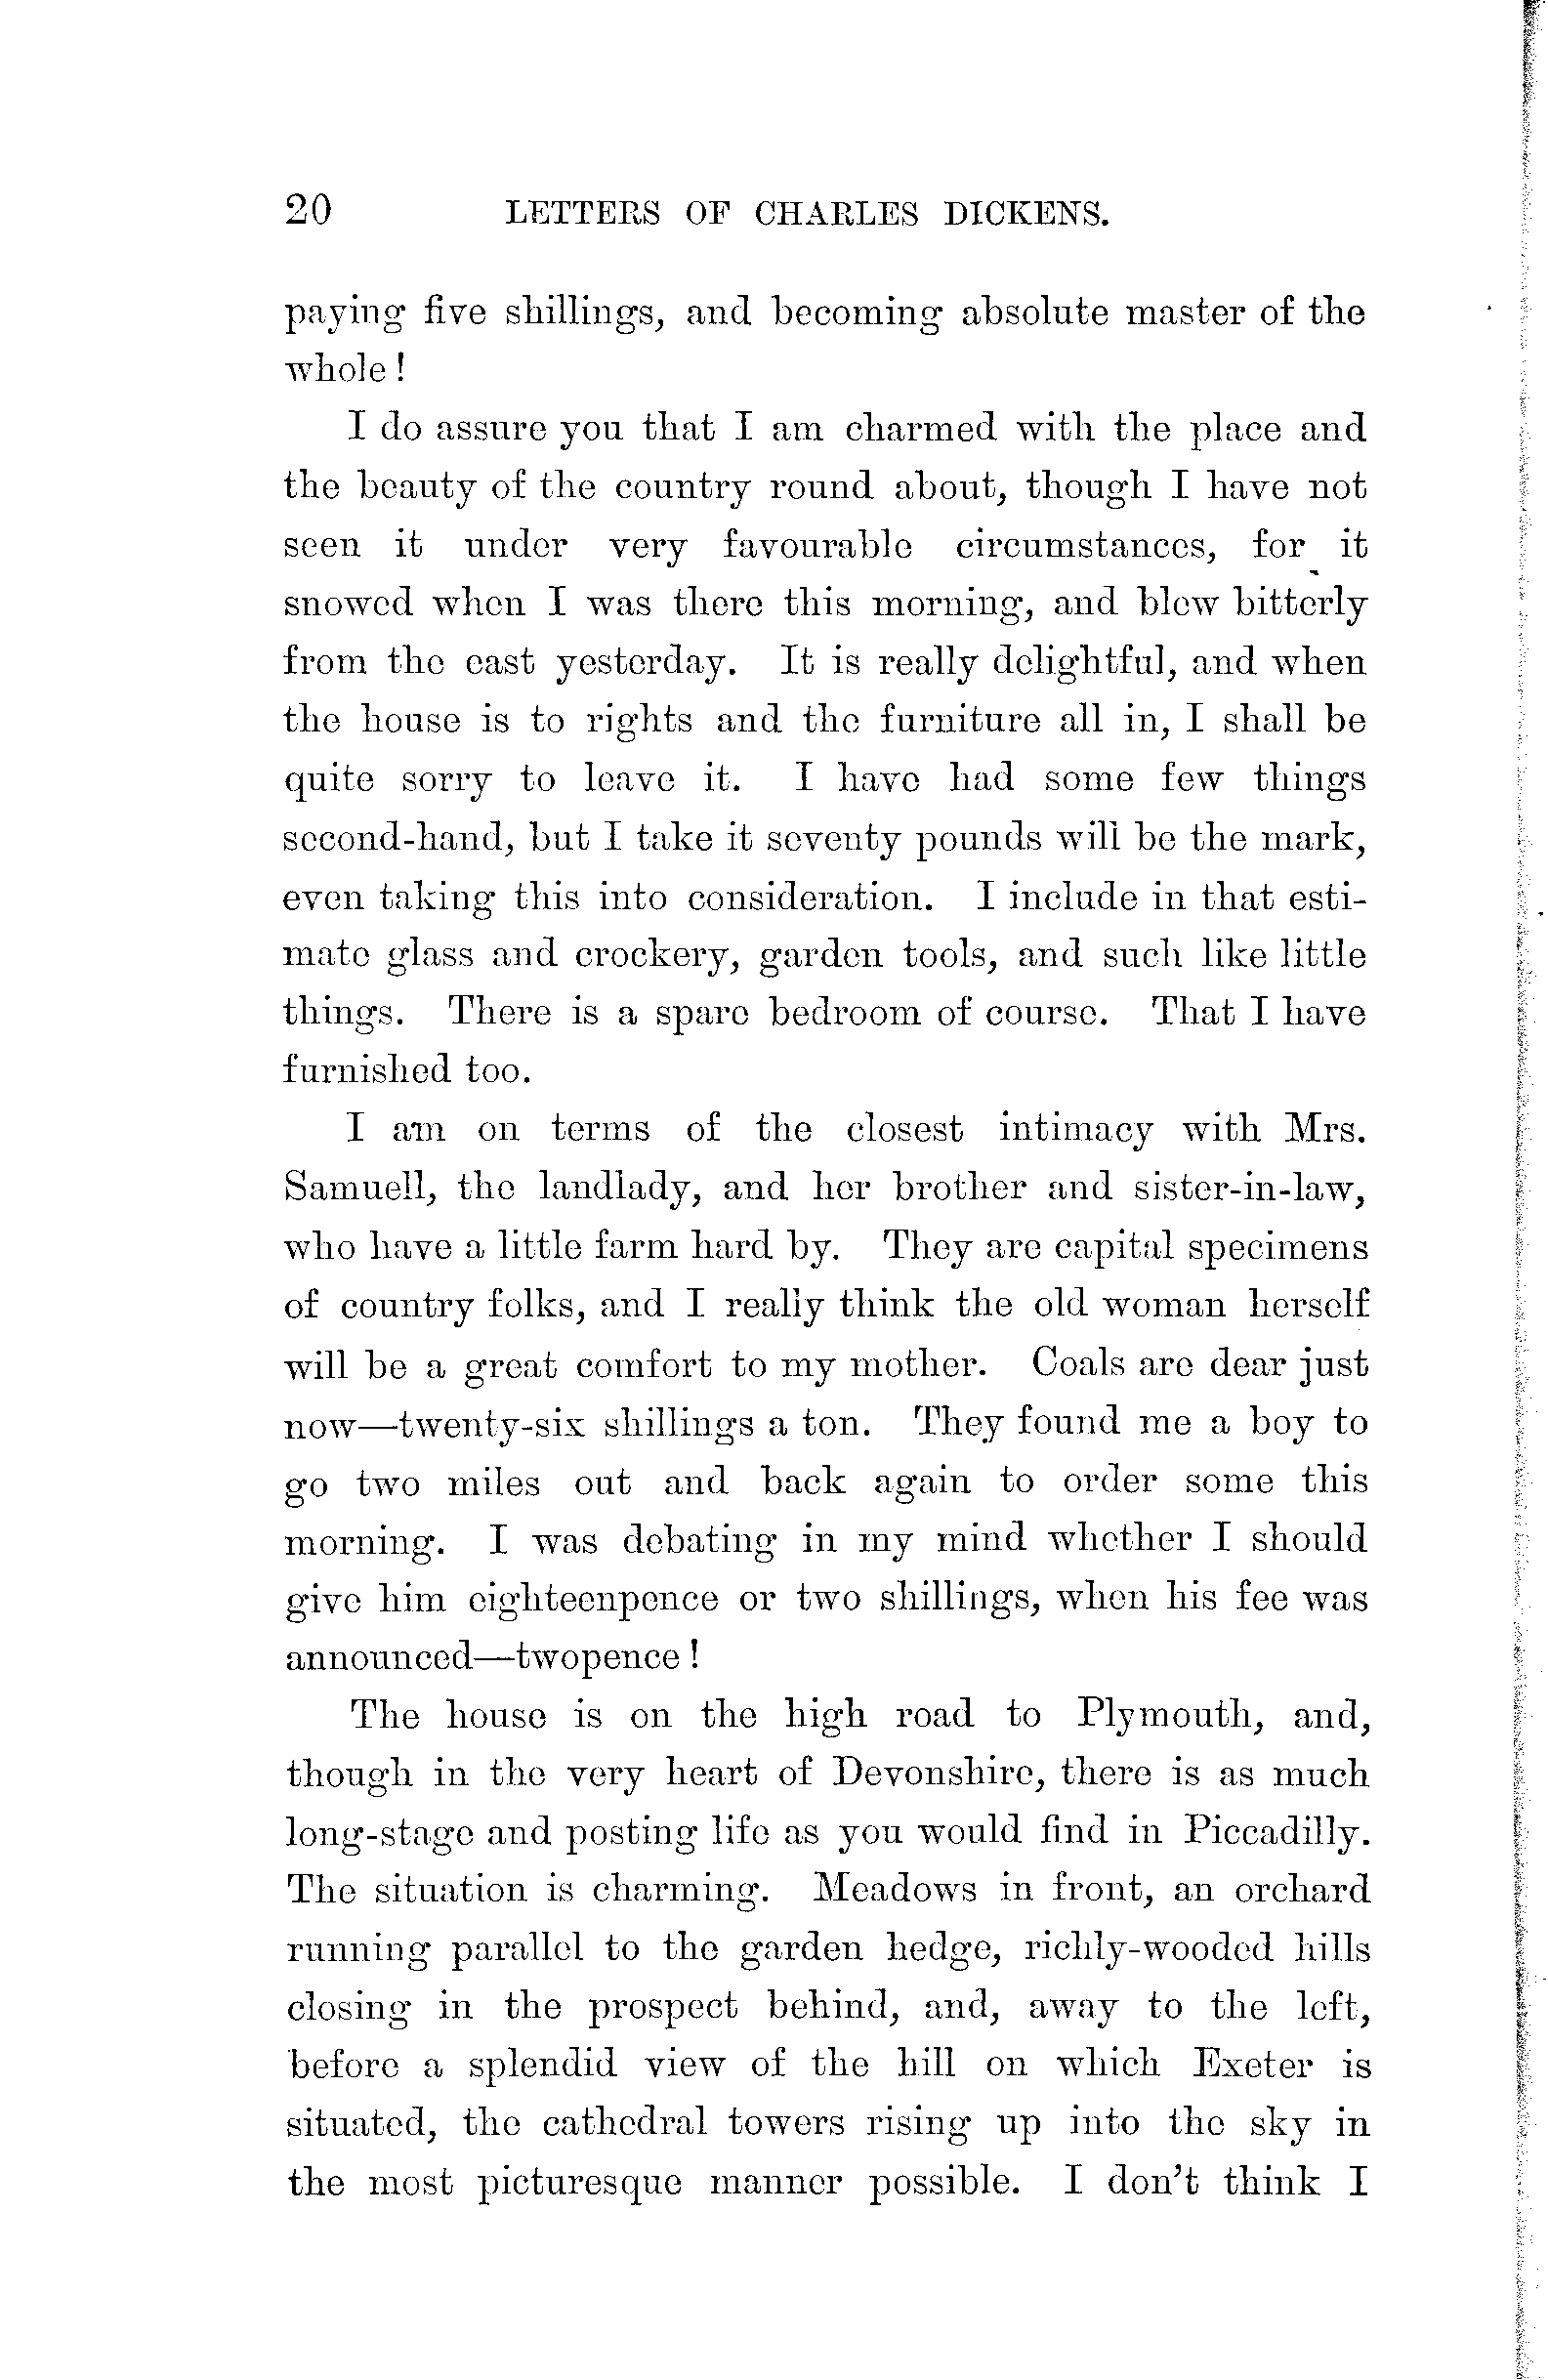 20 LETTERS OF CHARLES DICKENS.
paying five shillings, and becoming absolute master of the
whole!
I do assure you that I am charmed with the place and
the beauty of the country round about, though I have not
seen it under very favourable circumstances, for it
snowed when I was there this morning, and blew bitterly
from the east yesterday. It is really delightful, and when
the house is to rights and the furniture all in, I shall be
quite sorry to leave it. I have had some few things
second-hand, but I take it seventy pounds will be the mark,
even taking this into consideration. I include in that esti-
mate glass and crockery, garden tools, and such like little
things. There is a spare bedroom of course. That I have
furnished too.
I am on terms of the closest intimacy with Mrs.
Samuell, the landlady, and her brother and sister-in-law,
who have a little farm hard by. They are capital specimens
of country folks, and I really think the old woman herself
will be a great comfort to my mother. Coals are dear just
now—twenty-six shillings a ton. They found me a boy to
go two miles out and back again to order some this
morning. I was debating in my mind whether I should
give him eighteenpence or two shillings, when his fee was
announced—twopence!
The house is on the high road to Plymouth, and,
though in the very heart of Devonshire, there is as much
long-stage and posting life as you would find in Piccadilly.
The situation is charming. Meadows in front, an orchard
running parallel to the garden hedge, richly-wooded hills
closing in the prospect behind, and, away to the left,
before a splendid view of the hill on which Exeter is
situated, the cathedral towers rising up into the sky in
the most picturesque manner possible. I don't think I